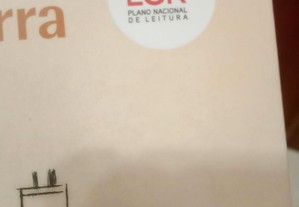 rra
LER
PLANO NACIONAL
DE LEITURA